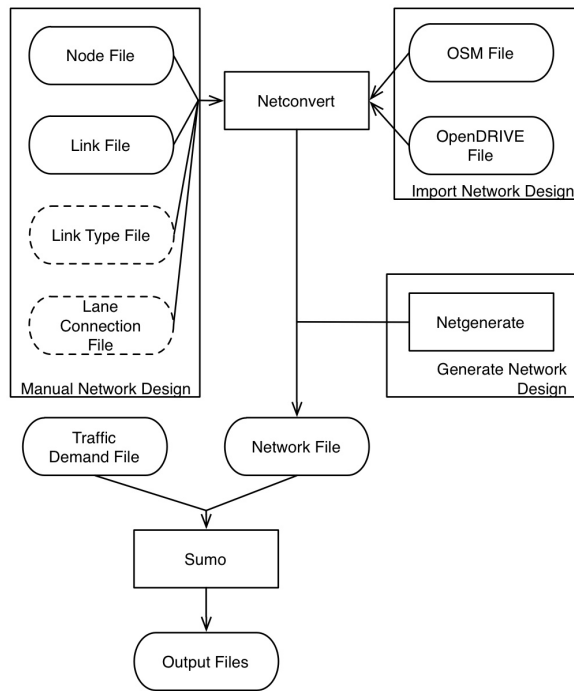 Node File
Link File
Link Type File
Lane
Connection
File
Manual Network Design
Netconvert
OSM File
OpenDRIVE
File
Import Network Design
Netgenerate
Generate Network
Design
Traffic
Demand File
Network File
Sumo
Output Files